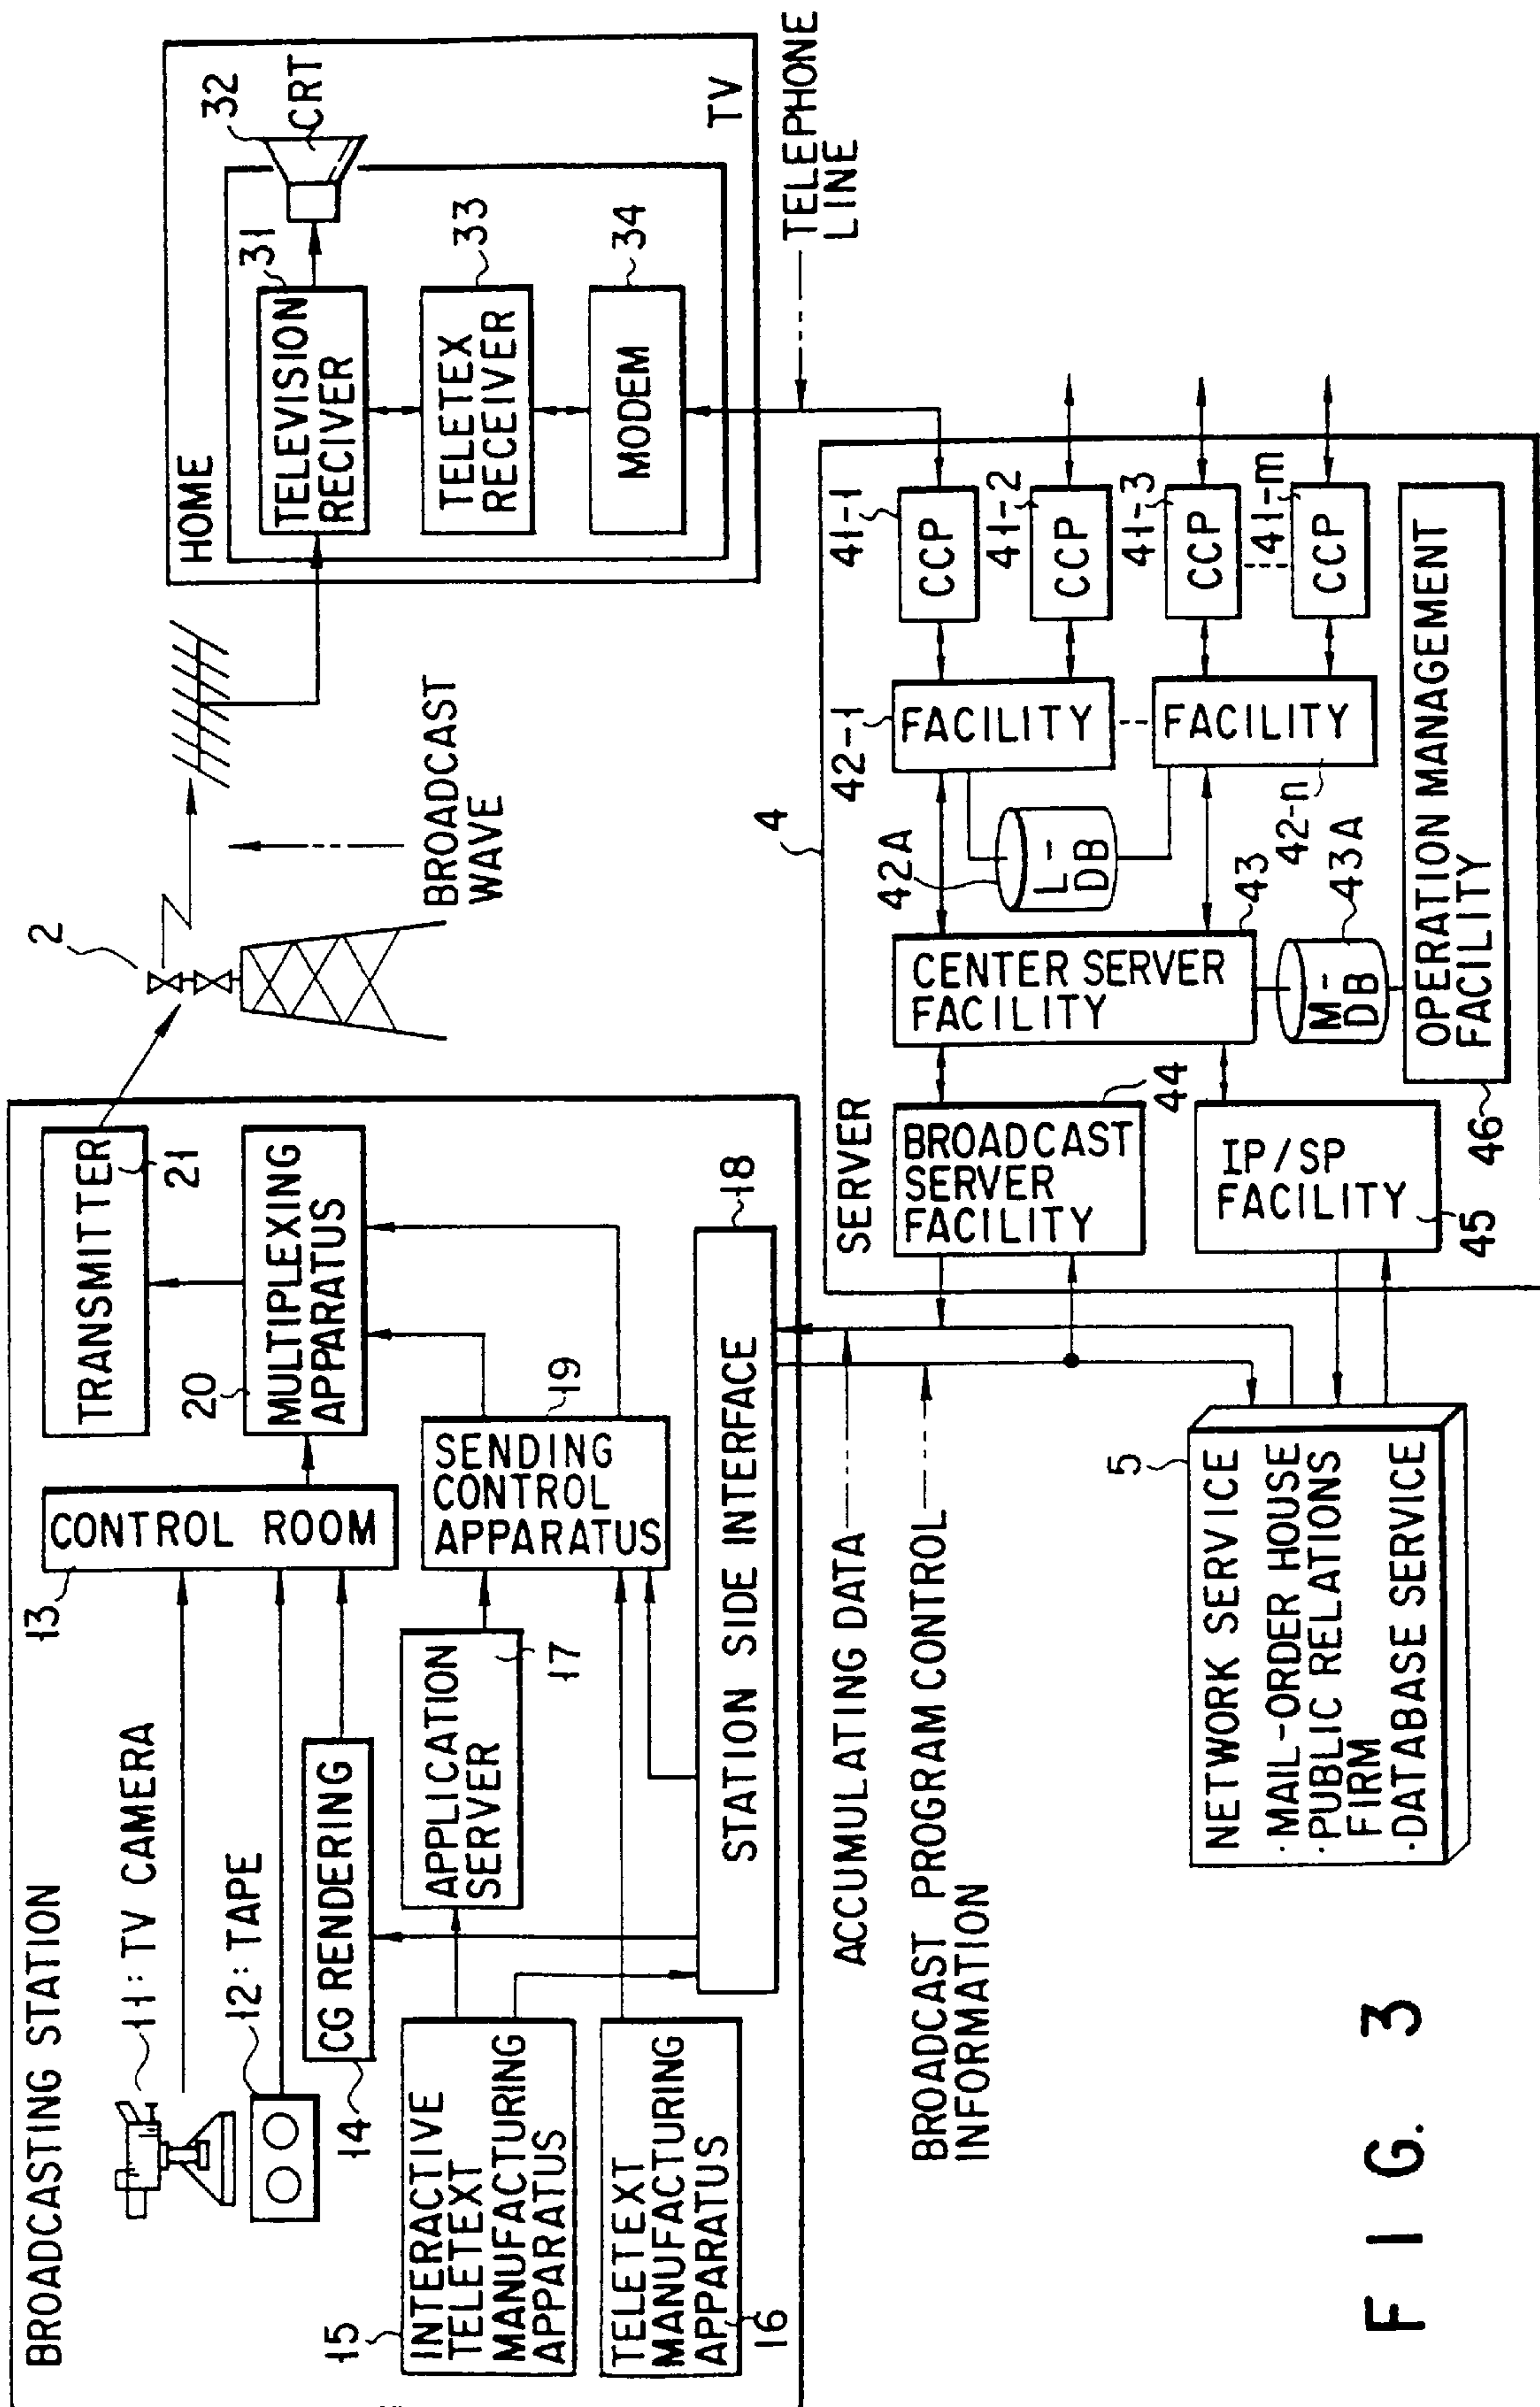 BROADCASTING STATION
11: TV CAMERA
12: TAPE
13
CONTROL ROOM
TRANSMITTER
21
20
MULTIPLEXING
APPARATUS
14
CG RENDERING
15
INTERACTIVE
TELETEXT
MANUFACTURING
APPARATUS
APPLICATION
SERVER
17
SENDING
CONTROL
APPARATUS
19
TELETEXT
MANUFACTURING
APPARATUS
16
STATION SIDE INTERFACE
18
2
BROADCAST
WAVE
HOME
TELEVISION
RECIVER
31
32
CRT
TELETEX
RECEIVER
33
MODEM
34
TV
TELEPHONE
LINE
ACCUMULATING DATA
BROADCAST PROGRAM CONTROL
INFORMATION
4
SERVER
BROADCAST
SERVER
FACILITY
44
IP/SP
FACILITY
45
CENTER SERVER
FACILITY
43
42A
L-
DB
M-
DB
43A
42-1
FACILITY
FACILITY
42-n
41-1
CCP
41-2
CCP
41-3
CCP
41-m
CCP
46
OPERATION MANAGEMENT
FACILITY
5
NETWORK SERVICE
·MAIL-ORDER HOUSE
·PUBLIC RELATIONS
FIRM
·DATABASE SERVICE
FIG. 3